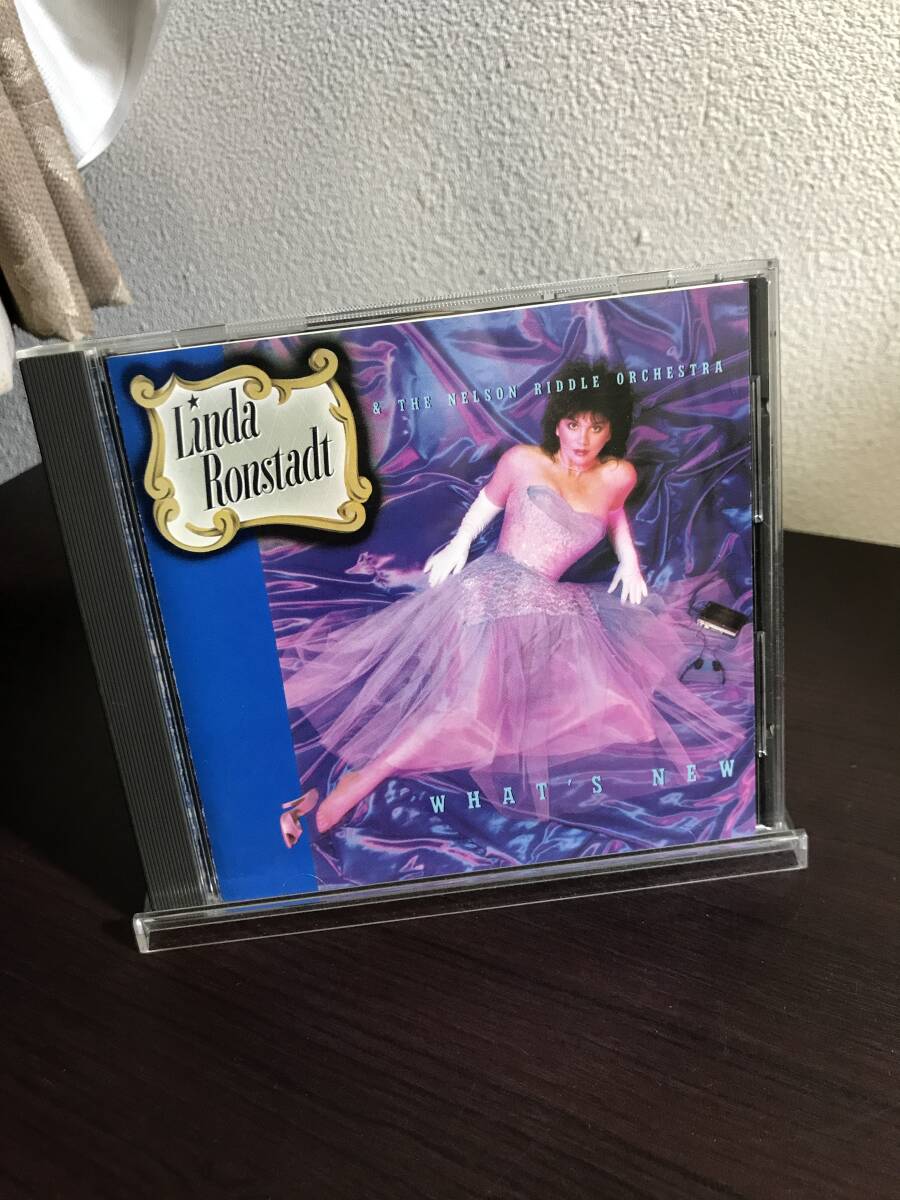 Linda
Ronstadt
& THE NELSON RIDDLE ORCHESTRA
WHAT'S NEW